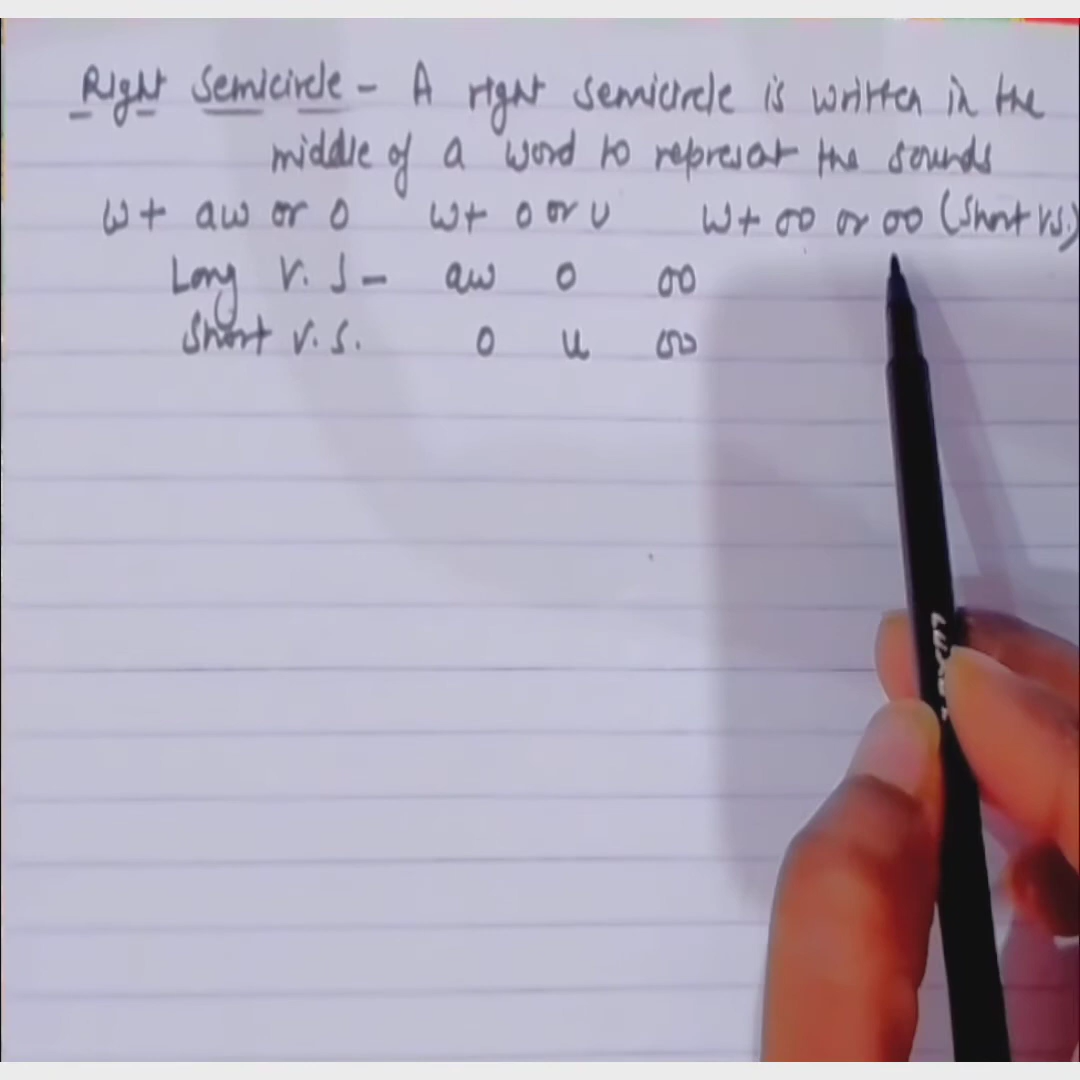 Right Semicircle - A right semicircle is written in the
middle of a word to represent the sounds
w+ aw or o w+ o or u w+ oo or oo (Short v.s.)
Long V. S - aw o oo
Short v. s. o u oo